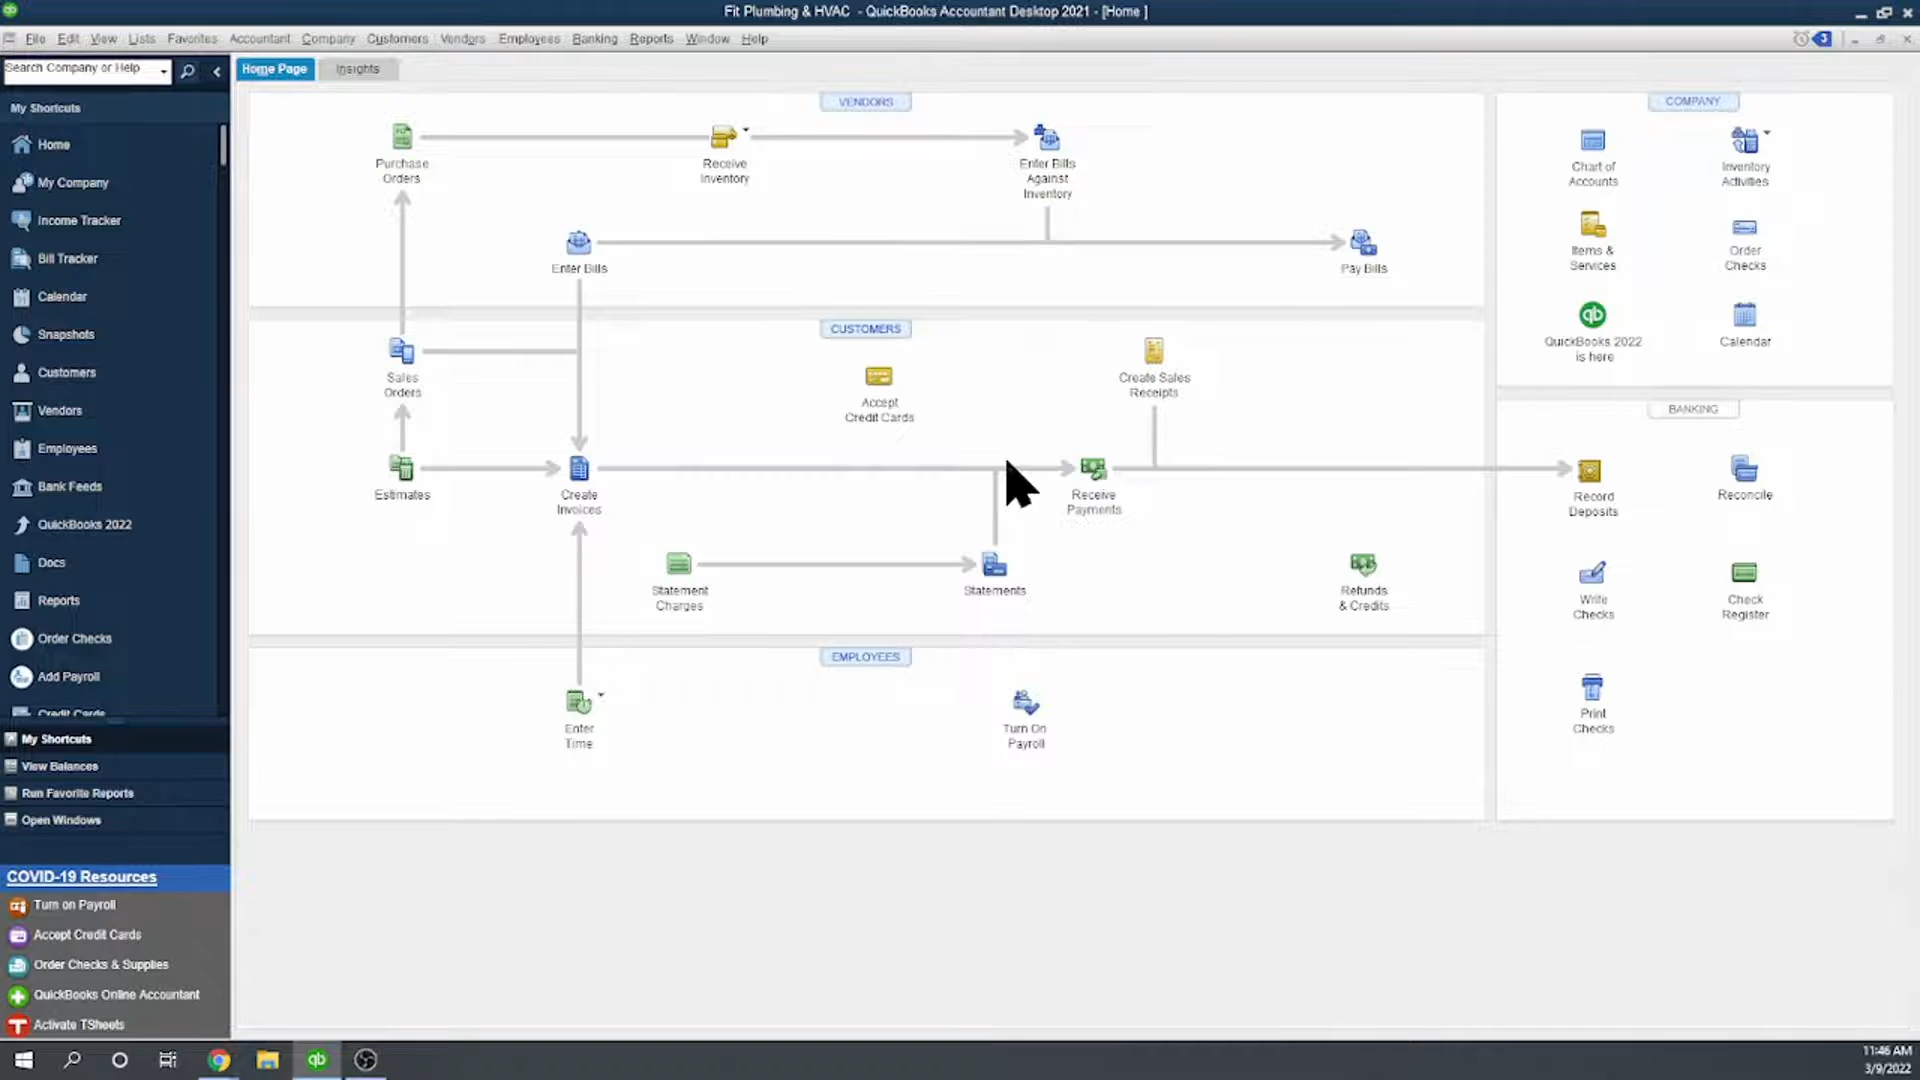 Fit Plumbing & HVAC - QuickBooks Accountant Desktop 2021 - [Home ]
File Edit View Lists Favorites Accountant Company Customers Vendors Employees Banking Reports Window Help
3
Search Company or Help
Home Page
Insights
My Shortcuts
Home
My Company
Income Tracker
Bill Tracker
Calendar
Snapshots
Customers
Vendors
Employees
Bank Feeds
QuickBooks 2022
Docs
Reports
Order Checks
Add Payroll
Credit Cards
My Shortcuts
View Balances
Run Favorite Reports
Open Windows
COVID-19 Resources
Turn on Payroll
Accept Credit Cards
Order Checks & Supplies
QuickBooks Online Accountant
Activate TSheets
VENDORS
Purchase
Orders
Receive
Inventory
Enter Bills
Against
Inventory
Enter Bills
Pay Bills
CUSTOMERS
Sales
Orders
Accept
Credit Cards
Create Sales
Receipts
Estimates
Create
Invoices
Receive
Payments
Statement
Charges
Statements
Refunds
& Credits
EMPLOYEES
Enter
Time
Turn On
Payroll
COMPANY
Chart of
Accounts
Inventory
Activities
Items &
Services
Order
Checks
qb
QuickBooks 2022
is here
Calendar
BANKING
Record
Deposits
Reconcile
Write
Checks
Check
Register
Print
Checks
qb
11:46 AM
3/9/2022